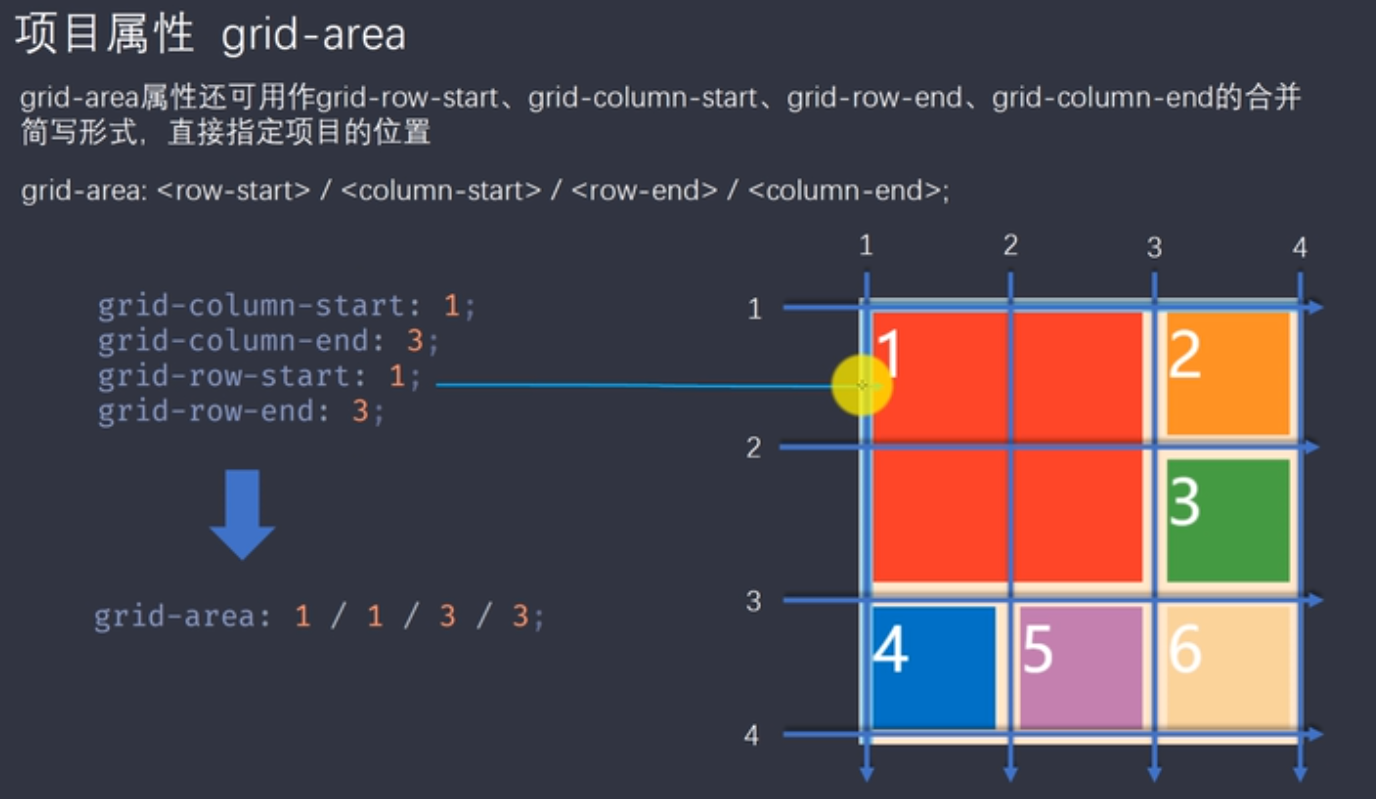 项目属性 grid-area
grid-area属性还可用作grid-row-start、grid-column-start、grid-row-end、grid-column-end的合并
简写形式，直接指定项目的位置
grid-area: <row-start> / <column-start> / <row-end> / <column-end>;
1 2 3 4
grid-column-start: 1;
grid-column-end: 3;
grid-row-start: 1;
grid-row-end: 3;
grid-area: 1 / 1 / 3 / 3;
1
2
3
4
1 2
3
4 5 6